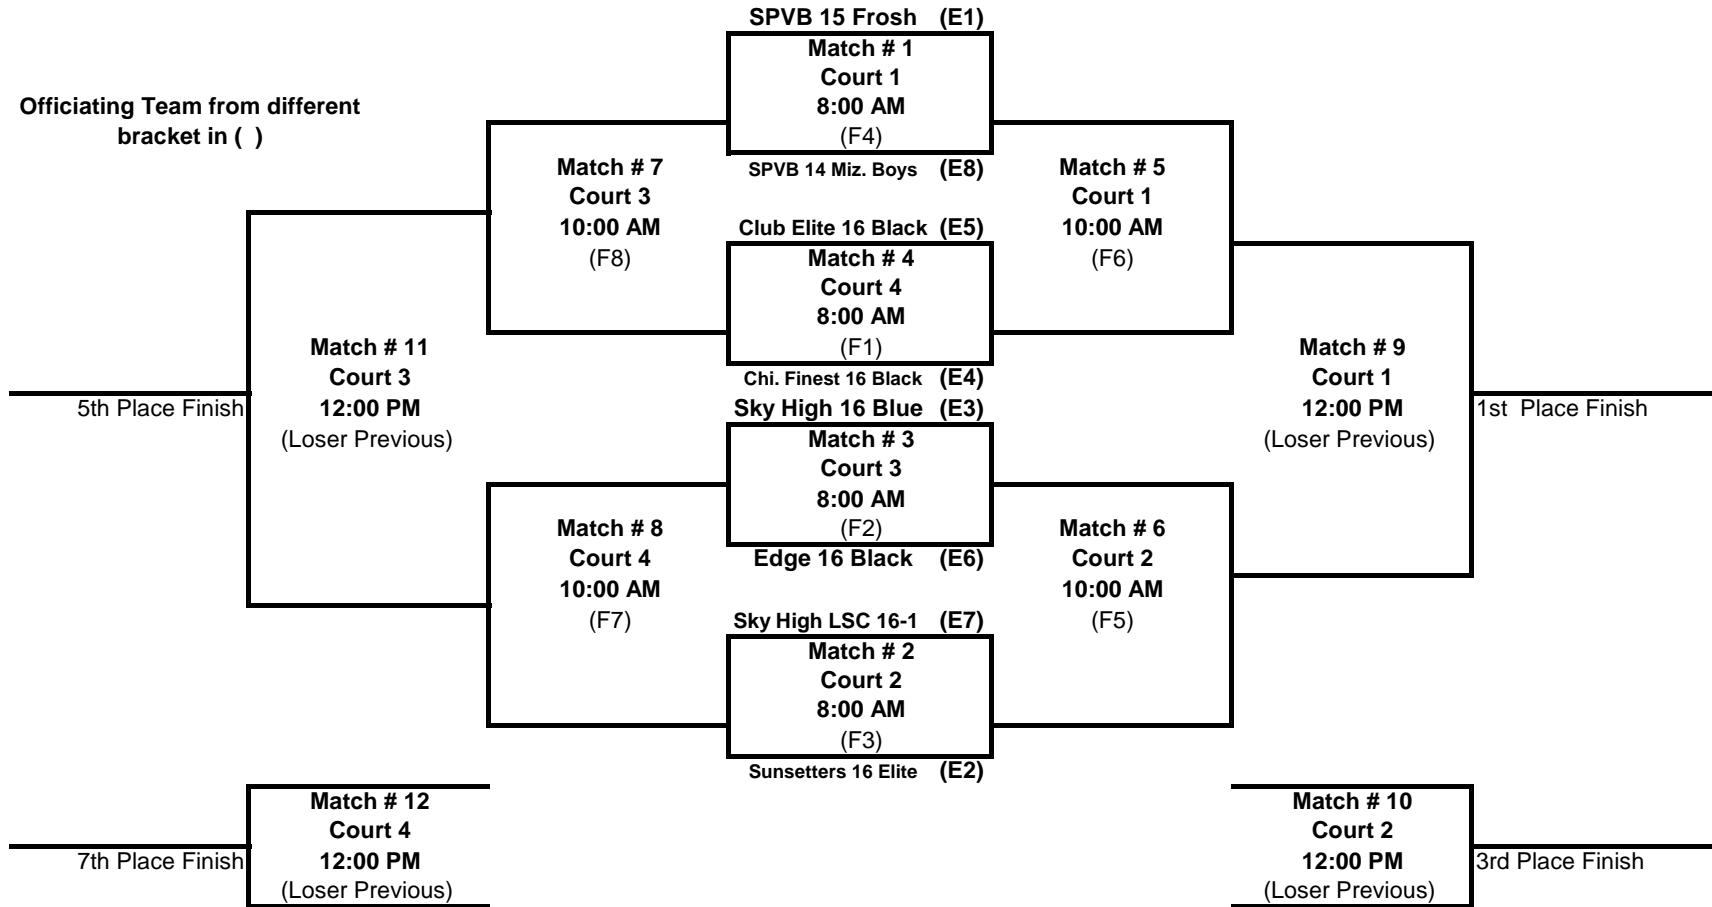 SPVB 15 Frosh (E1)
Match # 1
Court 1
8:00 AM
(F4)
SPVB 14 Miz. Boys (E8)
Officiating Team from different
bracket in ( )
Match # 7
Court 3
10:00 AM
(F8)
Match # 5
Court 1
10:00 AM
(F6)
Club Elite 16 Black (E5)
Match # 4
Court 4
8:00 AM
(F1)
Chi. Finest 16 Black (E4)
Match # 11
Court 3
12:00 PM
(Loser Previous)
5th Place Finish
Match # 9
Court 1
12:00 PM
(Loser Previous)
1st Place Finish
Sky High 16 Blue (E3)
Match # 3
Court 3
8:00 AM
(F2)
Edge 16 Black (E6)
Match # 8
Court 4
10:00 AM
(F7)
Match # 6
Court 2
10:00 AM
(F5)
Sky High LSC 16-1 (E7)
Match # 2
Court 2
8:00 AM
(F3)
Sunsetters 16 Elite (E2)
Match # 12
Court 4
12:00 PM
(Loser Previous)
7th Place Finish
Match # 10
Court 2
12:00 PM
(Loser Previous)
3rd Place Finish